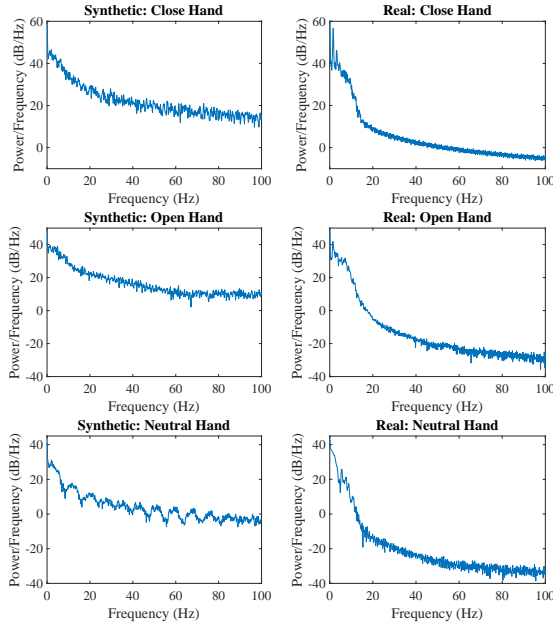 Synthetic: Close Hand
Real: Close Hand
Power/Frequency (dB/Hz)
60
40
20
0
0 20 40 60 80 100
Frequency (Hz)
Power/Frequency (dB/Hz)
60
40
20
0
0 20 40 60 80 100
Frequency (Hz)
Synthetic: Open Hand
Real: Open Hand
Power/Frequency (dB/Hz)
40
20
0
-20
-40
0 20 40 60 80 100
Frequency (Hz)
Power/Frequency (dB/Hz)
40
20
0
-20
-40
0 20 40 60 80 100
Frequency (Hz)
Synthetic: Neutral Hand
Real: Neutral Hand
Power/Frequency (dB/Hz)
40
20
0
-20
-40
0 20 40 60 80 100
Frequency (Hz)
Power/Frequency (dB/Hz)
40
20
0
-20
-40
0 20 40 60 80 100
Frequency (Hz)